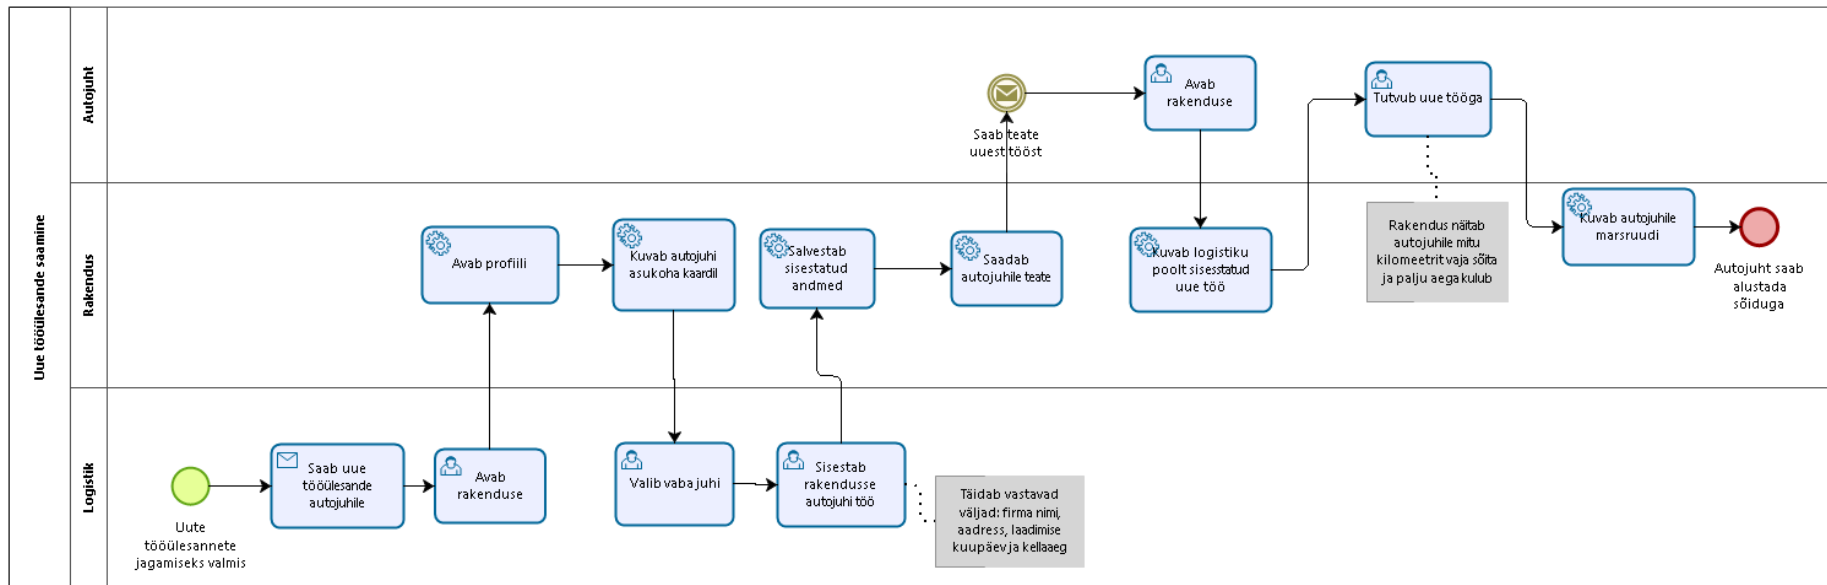 Uue tööülesande saamine
Autojuht
Saab teate
uuest tööst
Avab
rakenduse
Tutvub uue tööga
Rakendus
Avab profiili
Kuvab autojuhi
asukoha kaardil
Salvestab
sisestatud
andmed
Saadab
autojuhile teate
Kuvab logistiku
poolt sisesstatud
uue töö
Rakendus näitab
autojuhile mitu
kilomeetrit vaja sõita
ja palju aega kulub
Kuvab autojuhile
marsruudi
Autojuht saab
alustada
sõiduga
Logistik
Uute
tööülesannete
jagamiseks valmis
Saab uue
tööülesande
autojuhile
Avab
rakenduse
Valib vaba juhi
Sisestab
rakendusse
autojuhi töö
Täidab vastavad
väljad: firma nimi,
aadress, laadimise
kuupäev ja kellaaeg